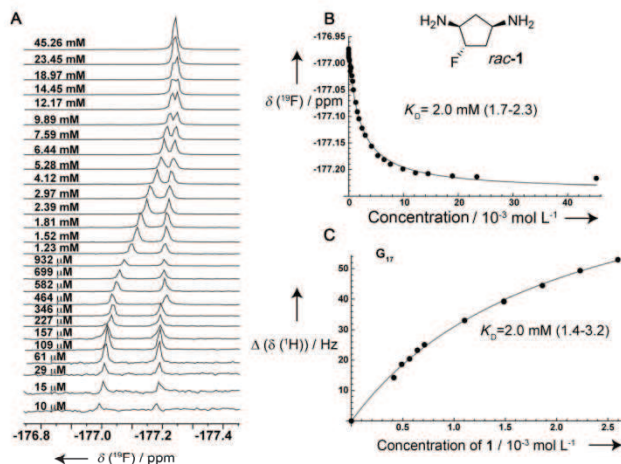 A
45.26 mM
23.45 mM
18.97 mM
14.45 mM
12.17 mM
9.89 mM
7.59 mM
6.44 mM
5.28 mM
4.12 mM
2.97 mM
2.39 mM
1.81 mM
1.52 mM
1.23 mM
932 μM
699 μM
582 μM
464 μM
346 μM
227 μM
157 μM
109 μM
61 μM
29 μM
15 μM
10 μM
-176.8 -177.0 -177.2 -177.4
← δ (¹⁹F) / ppm
B
-176.95
-177.00
-177.10
-177.20
δ (¹⁹F) / ppm
H₂N NH₂
F
rac-1
K_D= 2.0 mM (1.7-2.3)
0 10 20 30 40
Concentration / 10⁻³ mol L⁻¹ →
C
G₁₇
50
40
30
20
10
0
Δ (δ (¹H)) / Hz
K_D=2.0 mM (1.4-3.2)
0.5 1.0 1.5 2.0 2.5
Concentration of 1 / 10⁻³ mol L⁻¹ →